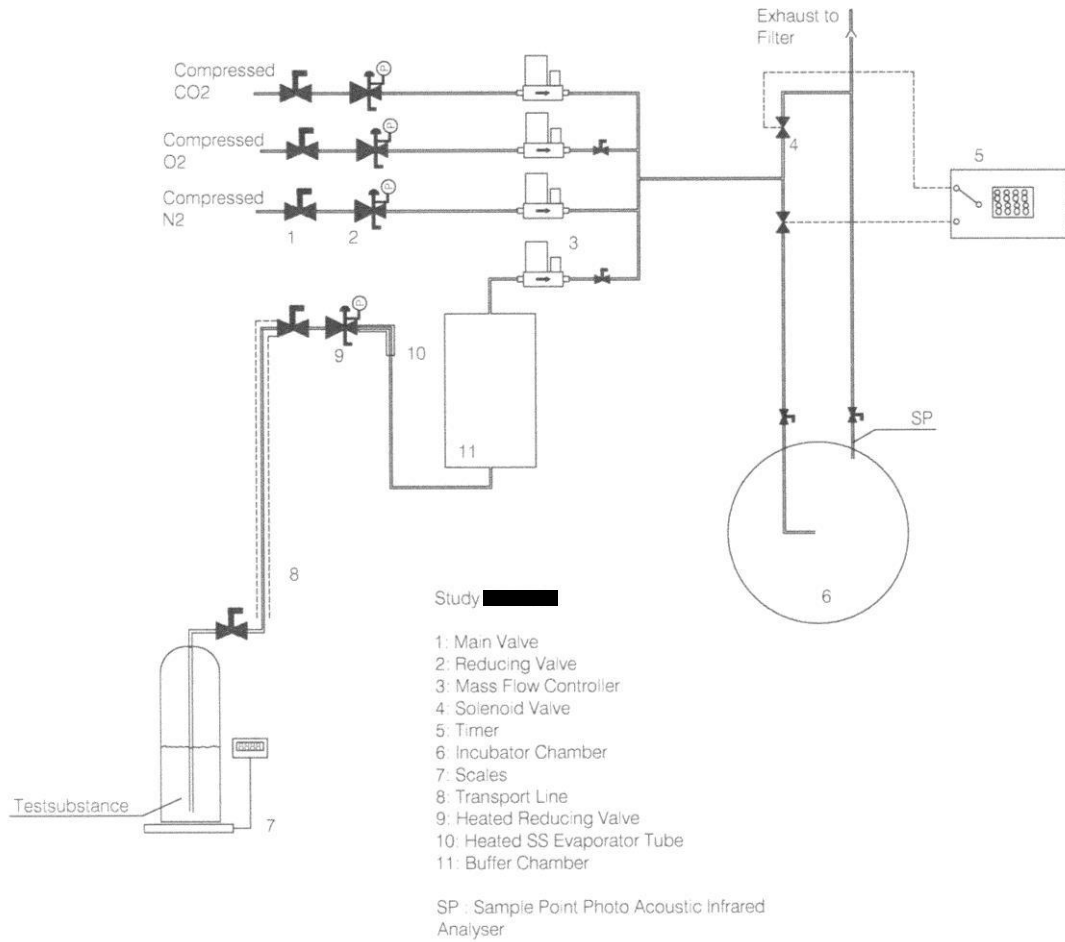 Exhaust to
Filter
Compressed
CO2
P
4
5
Compressed
O2
P
Compressed
N2
P
1
2
3
P
9
10
11
SP
8
6
Testsubstance
7
Study
1: Main Valve
2: Reducing Valve
3: Mass Flow Controller
4: Solenoid Valve
5: Timer
6: Incubator Chamber
7: Scales
8: Transport Line
9: Heated Reducing Valve
10: Heated SS Evaporator Tube
11: Buffer Chamber
SP : Sample Point Photo Acoustic Infrared
Analyser